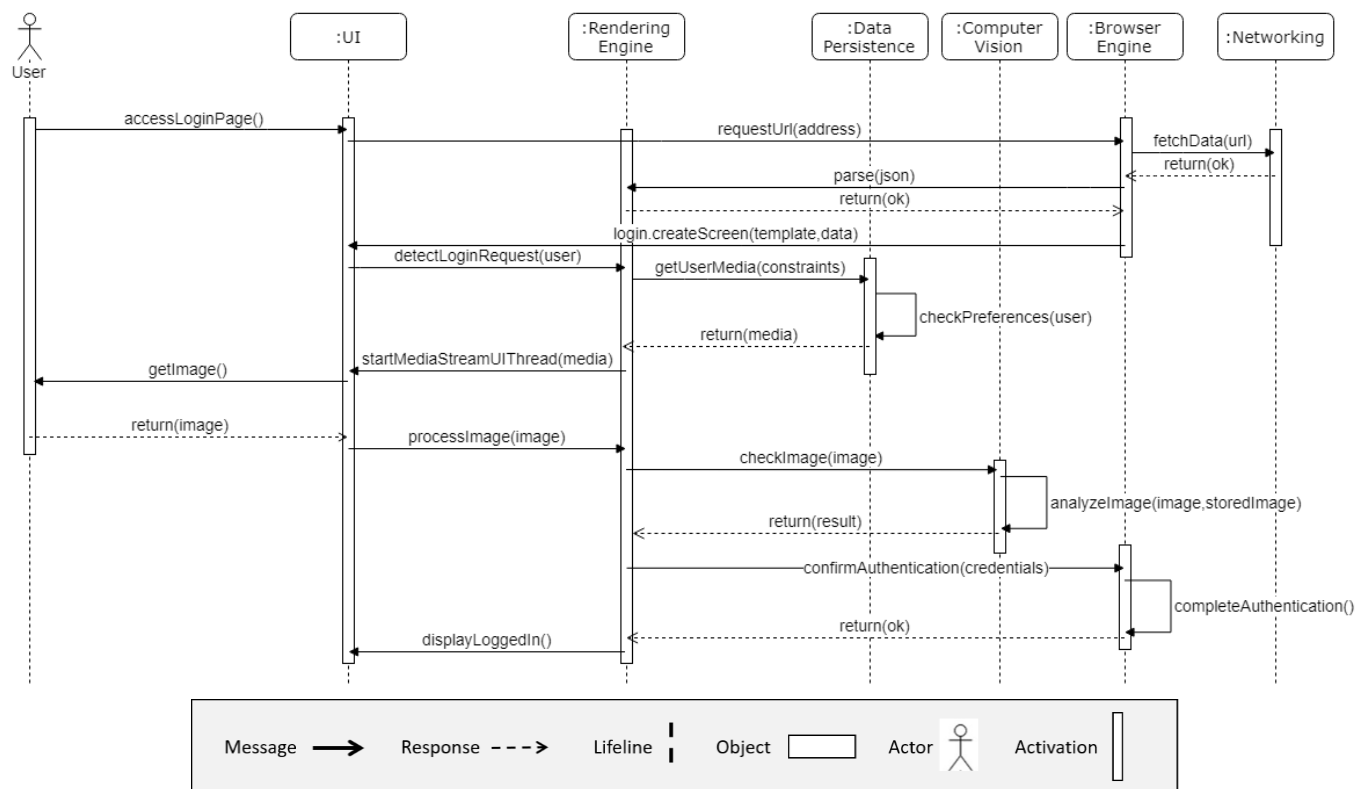 :UI
:Rendering
Engine
:Data
Persistence
:Computer
Vision
:Browser
Engine
:Networking
User
accessLoginPage()
requestUrl(address)
fetchData(url)
return(ok)
parse(json)
return(ok)
login.createScreen(template,data)
detectLoginRequest(user)
getUserMedia(constraints)
checkPreferences(user)
return(media)
startMediaStreamUIThread(media)
getImage()
return(image)
processImage(image)
checkImage(image)
analyzeImage(image,storedImage)
return(result)
confirmAuthentication(credentials)
completeAuthentication()
return(ok)
displayLoggedIn()
Message Response Lifeline Object Actor Activation